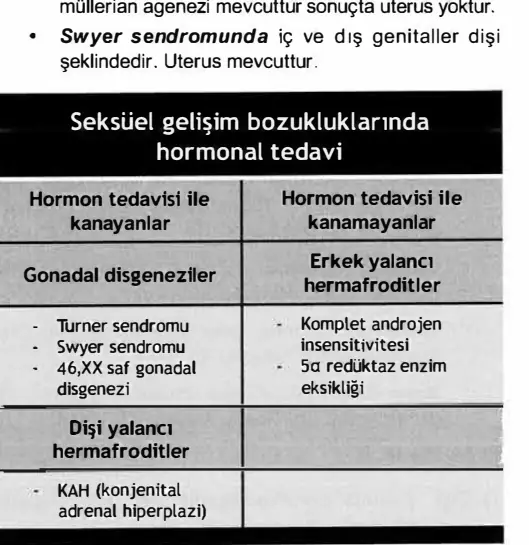 müllerian agenezi mevcuttur sonuçta uterus yoktur.
• Swyer sendromunda iç ve dış genitaller dişi
şeklindedir. Uterus mevcuttur.
Seksüel gelişim bozukluklarında
hormonal tedavi
Hormon tedavisi ile
kanayanlar
Hormon tedavisi ile
kanamayanlar
Gonadal disgeneziler
Erkek yalancı
hermafroditler
- Turner sendromu
- Swyer sendromu
- 46,XX saf gonadal
disgenezi
- Komplet androjen
insensitivitesi
- 5α redüktaz enzim
eksikliği
Dişi yalancı
hermafroditler
- KAH (konjenital
adrenal hiperplazi)